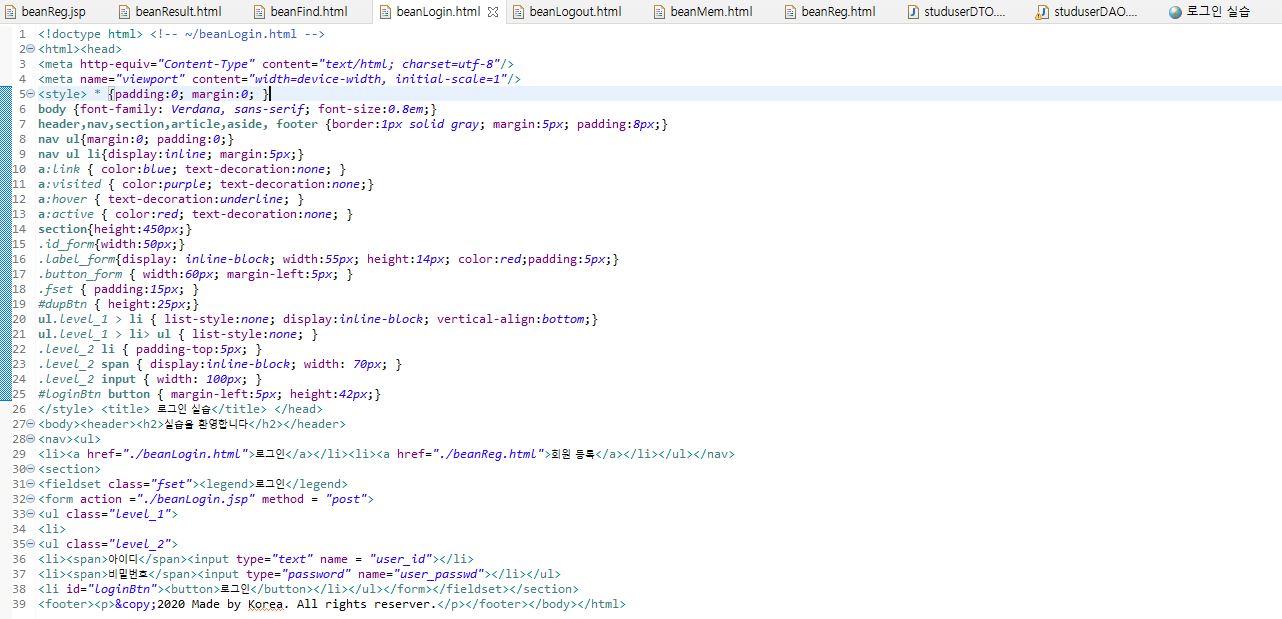 beanReg.jsp beanResult.html beanFind.html beanLogin.html beanLogout.html beanMem.html beanReg.html studuserDTO.... studuserDAO.... 로그인 실습
1 <!doctype html> <!-- ~/beanLogin.html -->
2 <html><head>
3 <meta http-equiv="Content-Type" content="text/html; charset=utf-8"/>
4 <meta name="viewport" content="width=device-width, initial-scale=1"/>
5 <style> * {padding:0; margin:0; }
6 body {font-family: Verdana, sans-serif; font-size:0.8em;}
7 header,nav,section,article,aside, footer {border:1px solid gray; margin:5px; padding:8px;}
8 nav ul{margin:0; padding:0;}
9 nav ul li{display:inline; margin:5px;}
10 a:link { color:blue; text-decoration:none; }
11 a:visited { color:purple; text-decoration:none;}
12 a:hover { text-decoration:underline; }
13 a:active { color:red; text-decoration:none; }
14 section{height:450px;}
15 .id_form{width:50px;}
16 .label_form{display: inline-block; width:55px; height:14px; color:red;padding:5px;}
17 .button_form { width:60px; margin-left:5px; }
18 .fset { padding:15px; }
19 #dupBtn { height:25px;}
20 ul.level_1 > li { list-style:none; display:inline-block; vertical-align:bottom;}
21 ul.level_1 > li> ul { list-style:none; }
22 .level_2 li { padding-top:5px; }
23 .level_2 span { display:inline-block; width: 70px; }
24 .level_2 input { width: 100px; }
25 #loginBtn button { margin-left:5px; height:42px;}
26 </style> <title> 로그인 실습</title> </head>
27 <body><header><h2>실습을 환영합니다</h2></header>
28 <nav><ul>
29 <li><a href="./beanLogin.html">로그인</a></li><li><a href="./beanReg.html">회원 등록</a></li></ul></nav>
30 <section>
31 <fieldset class="fset"><legend>로그인</legend>
32 <form action ="./beanLogin.jsp" method = "post">
33 <ul class="level_1">
34 <li>
35 <ul class="level_2">
36 <li><span>아이디</span><input type="text" name = "user_id"></li>
37 <li><span>비밀번호</span><input type="password" name="user_passwd"></li></ul>
38 <li id="loginBtn"><button>로그인</button></li></ul></form></fieldset></section>
39 <footer><p>&copy;2020 Made by Korea. All rights reserver.</p></footer></body></html>